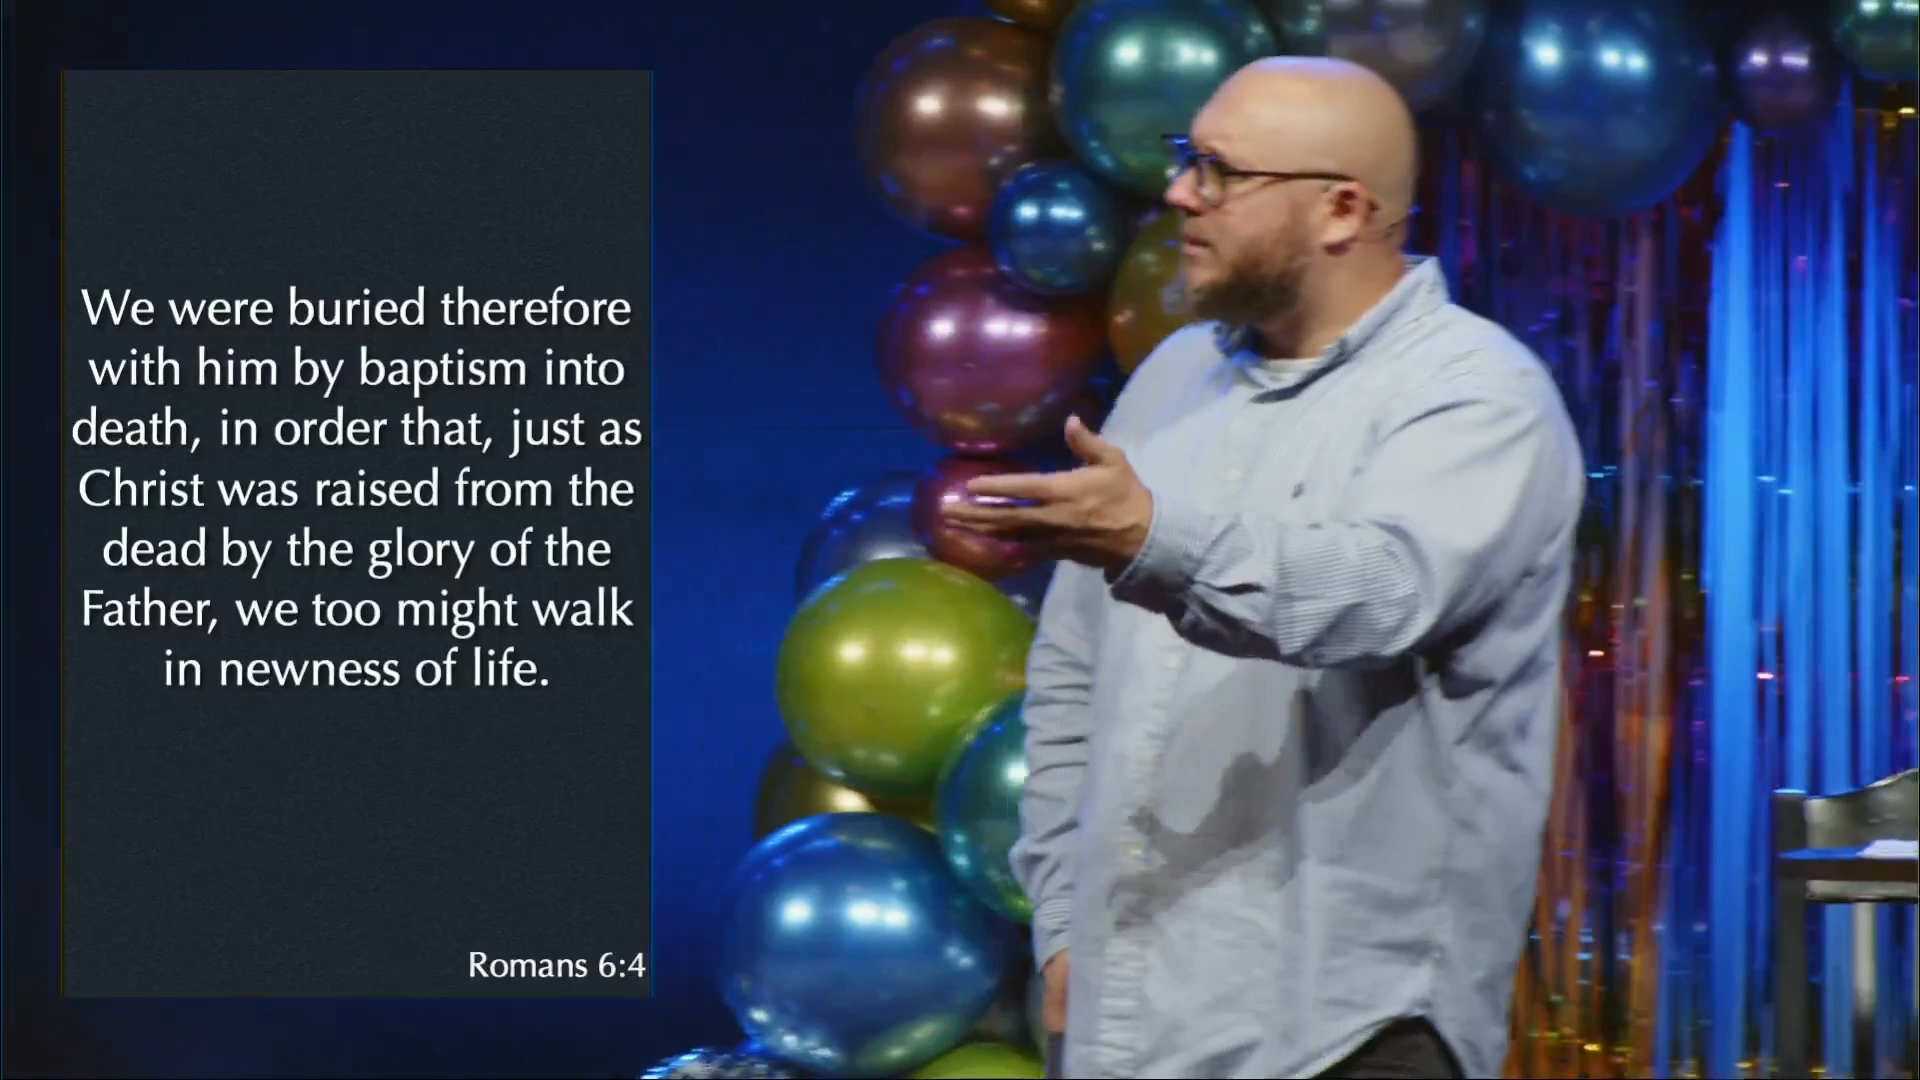 We were buried therefore
with him by baptism into
death, in order that, just as
Christ was raised from the
dead by the glory of the
Father, we too might walk
in newness of life.
Romans 6:4